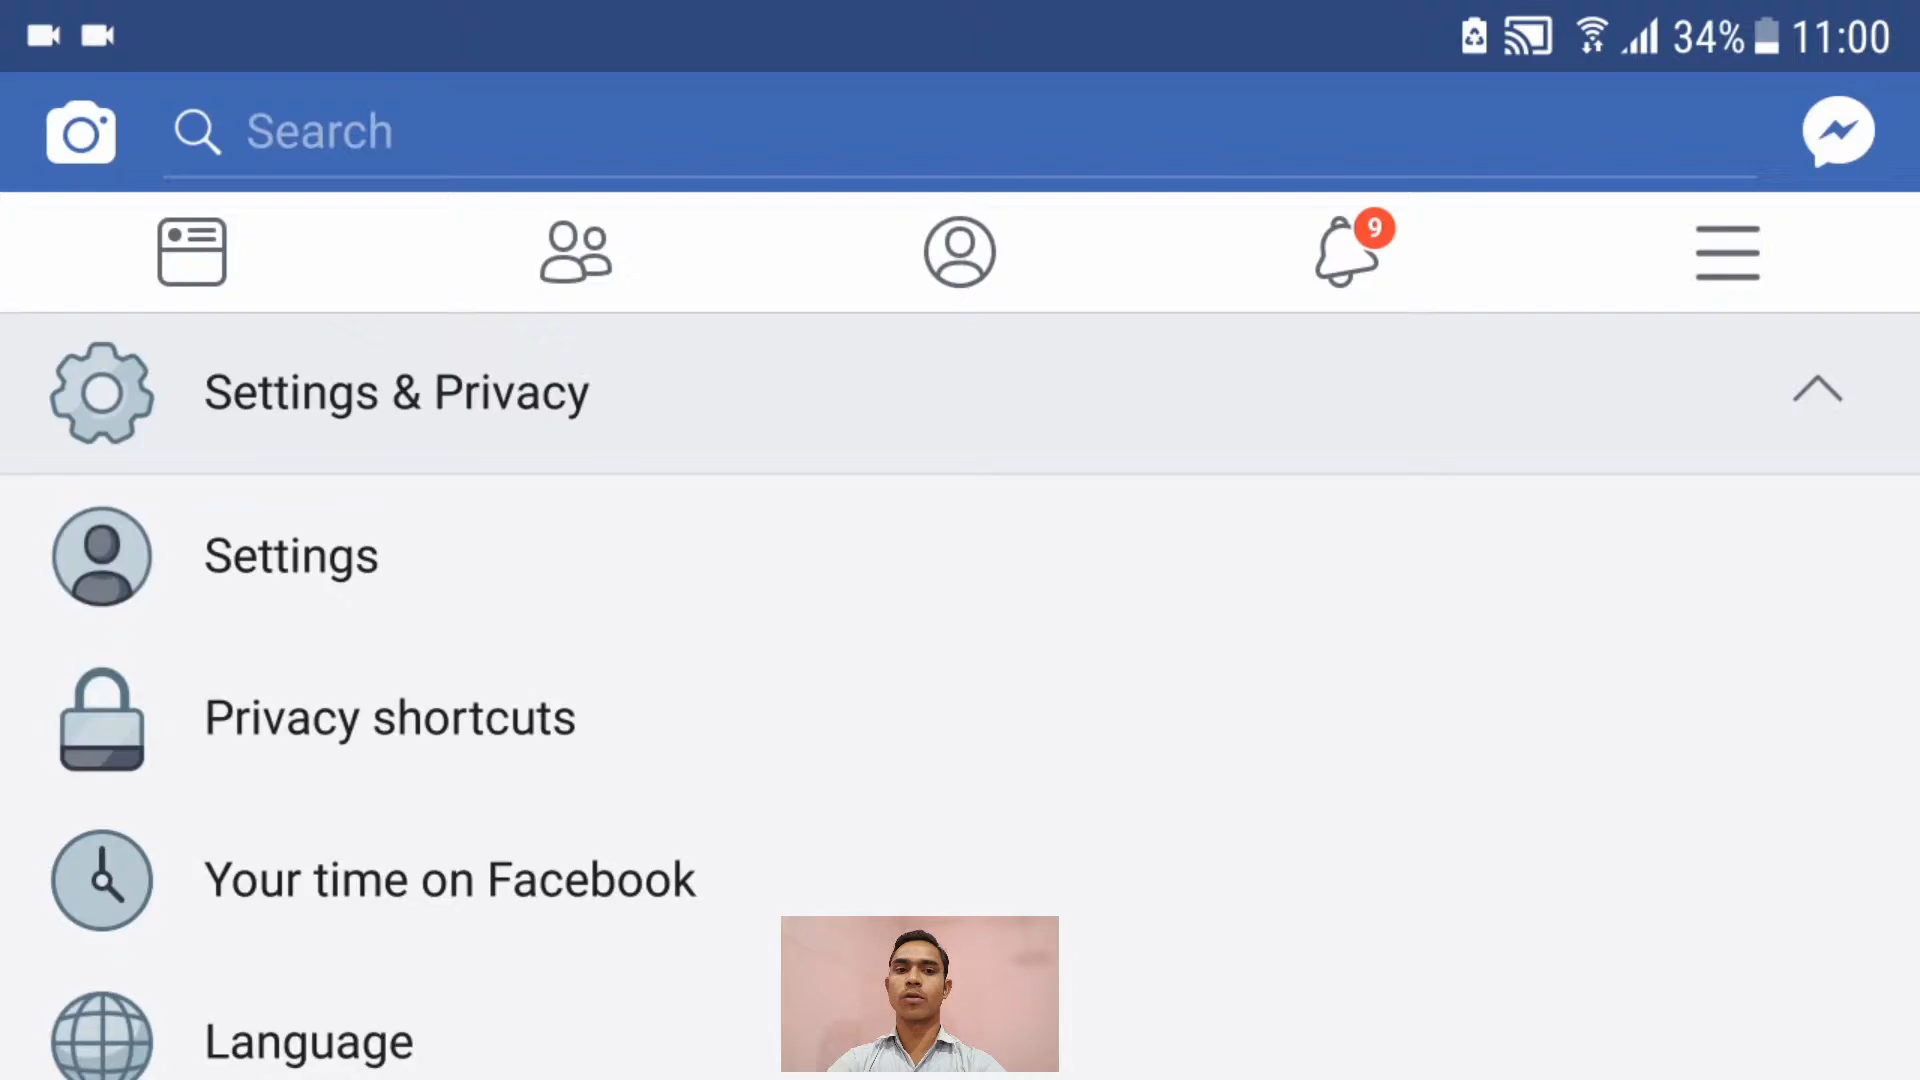 34% 11:00
Search
9
Settings & Privacy
Settings
Privacy shortcuts
Your time on Facebook
Language